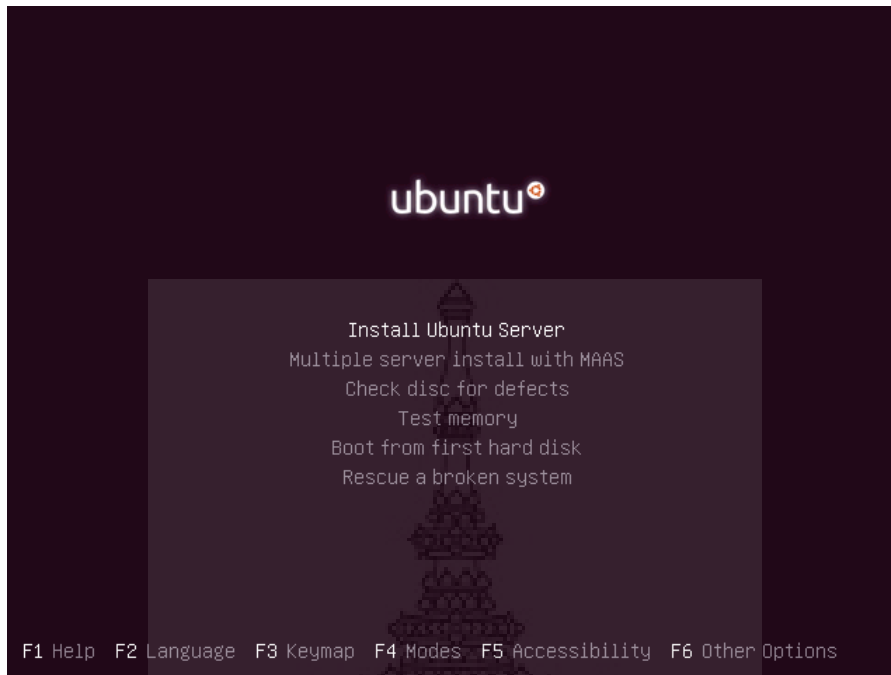 ubuntu
Install Ubuntu Server
Multiple server install with MAAS
Check disc for defects
Test memory
Boot from first hard disk
Rescue a broken system
F1 Help F2 Language F3 Keymap F4 Modes F5 Accessibility F6 Other Options